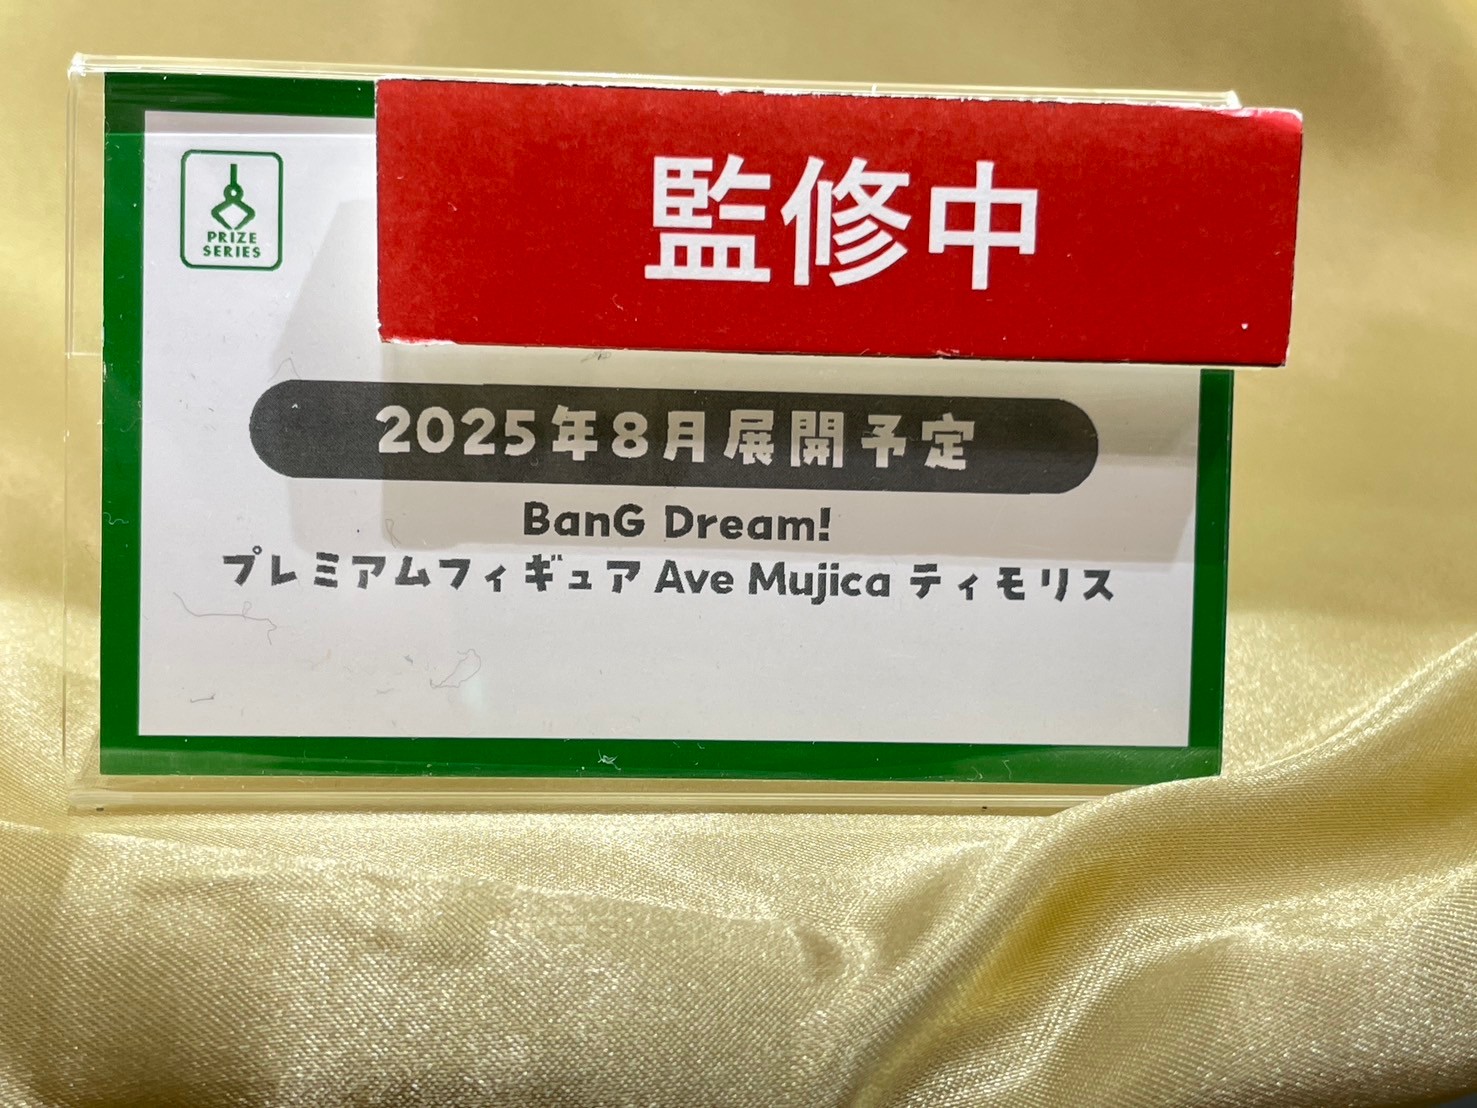 監修中
PRIZE
SERIES
2025年8月展開予定
BanG Dream!
プレミアムフィギュア Ave Mujica ティモリス